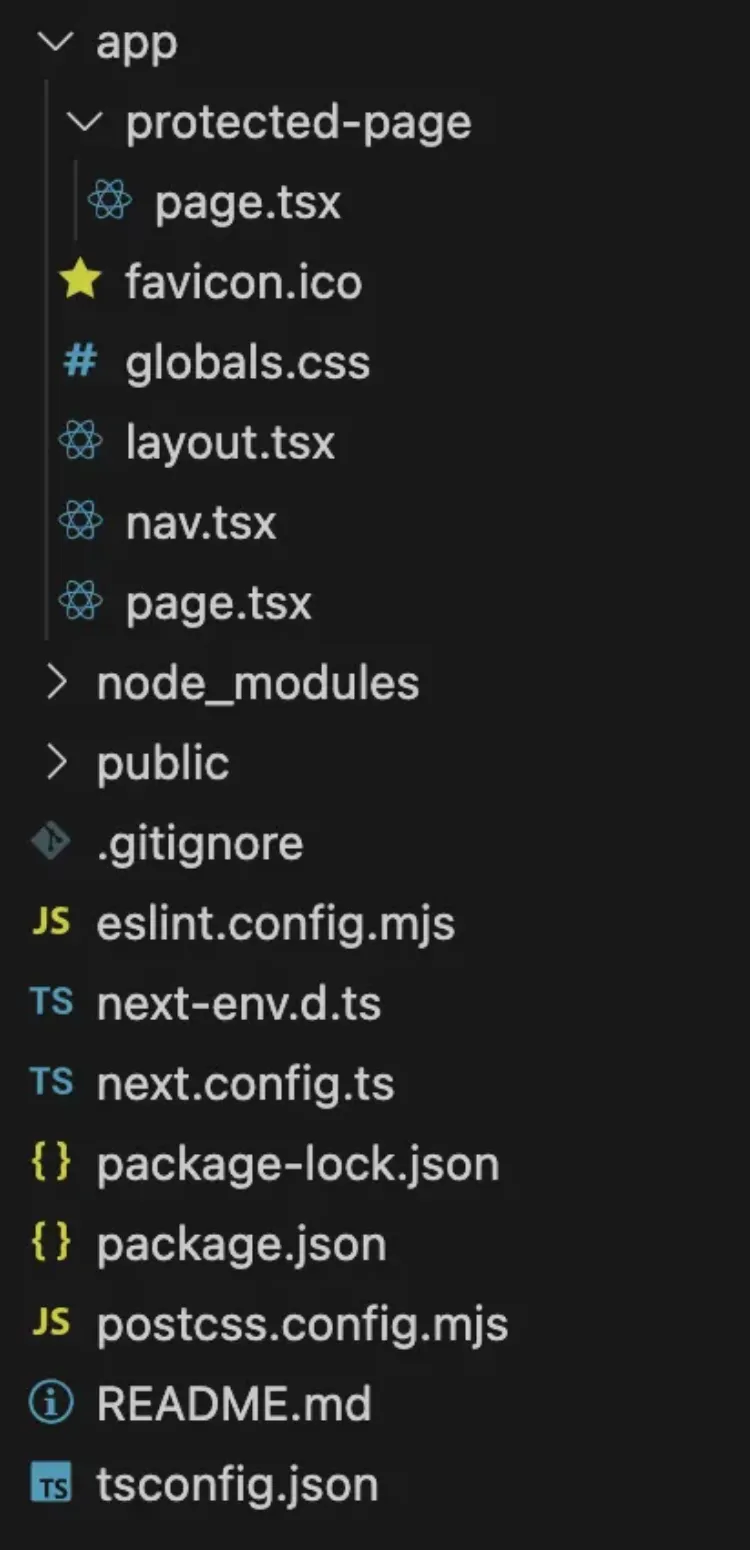 app
protected-page
page.tsx
favicon.ico
# globals.css
layout.tsx
nav.tsx
page.tsx
node_modules
public
.gitignore
JS eslint.config.mjs
TS next-env.d.ts
TS next.config.ts
{} package-lock.json
{} package.json
JS postcss.config.mjs
README.md
TS tsconfig.json